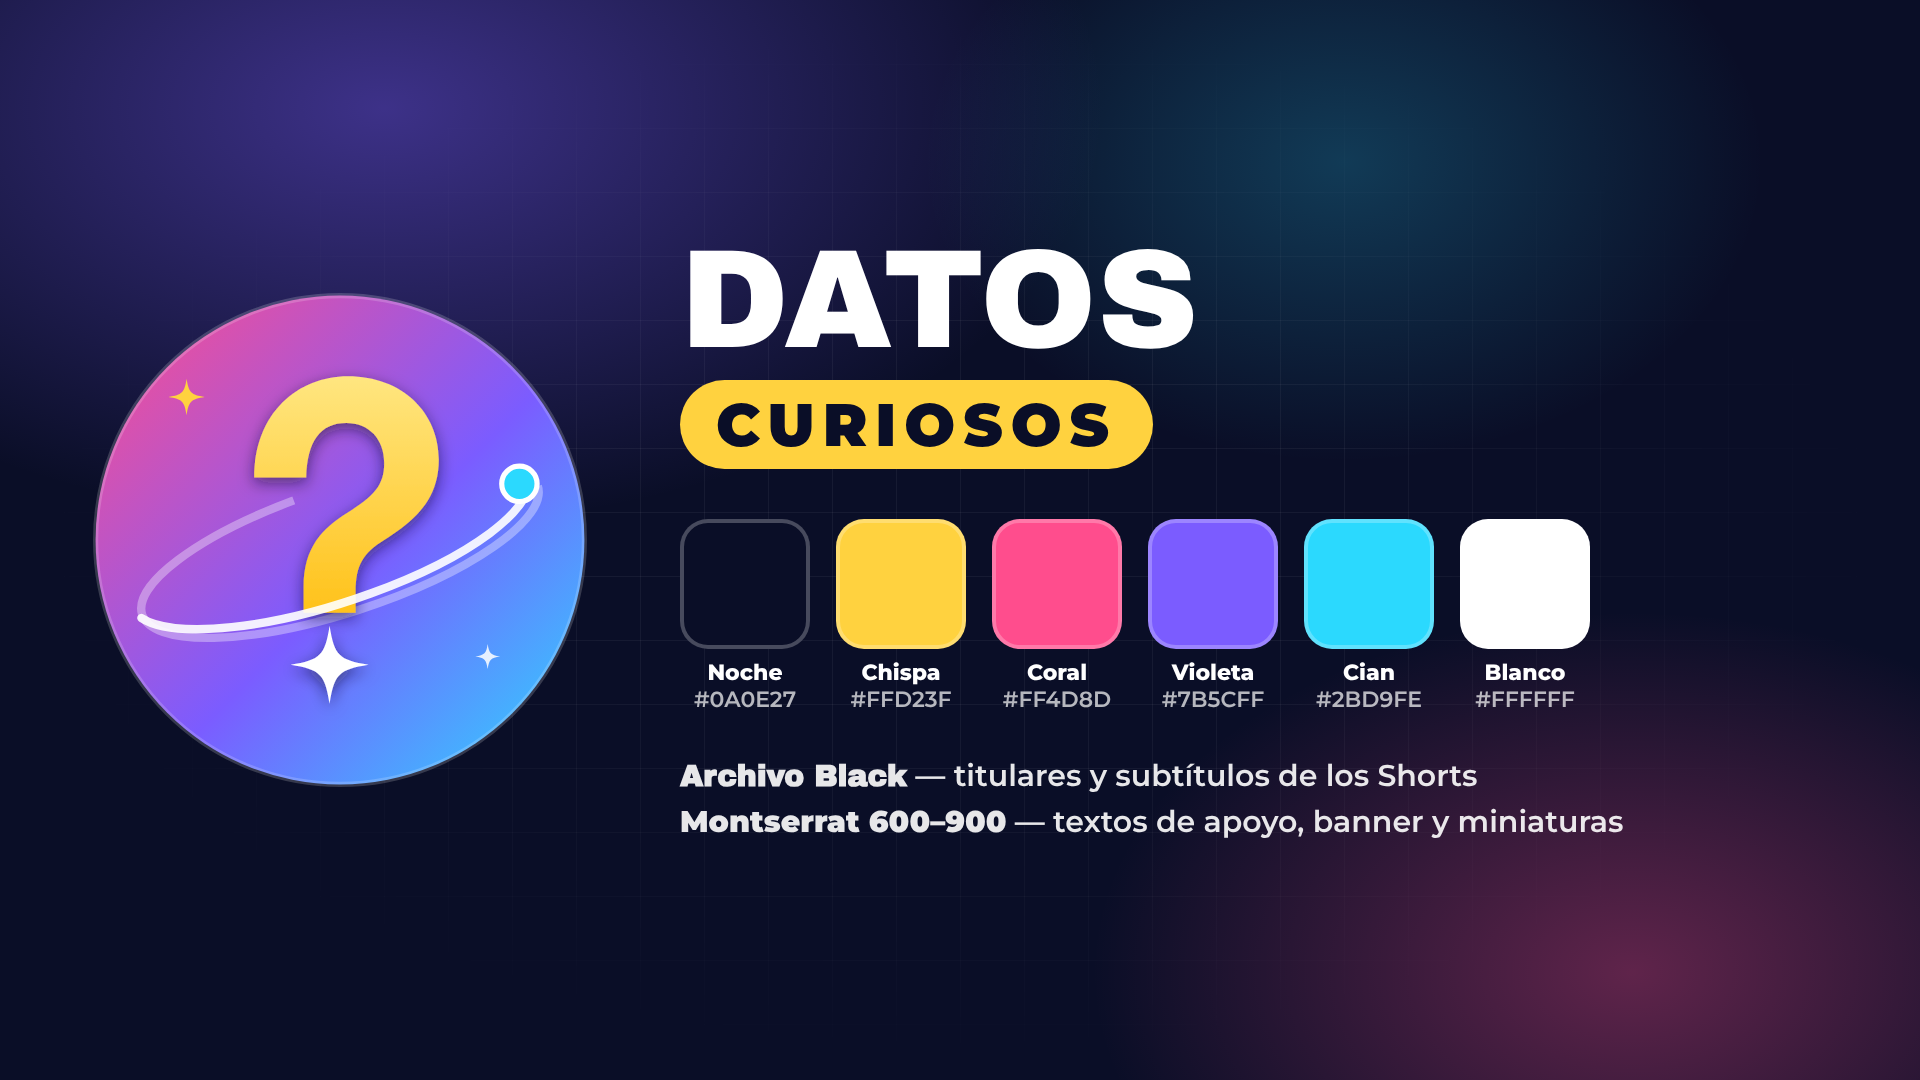 ?
DATOS
CURIOSOS
Noche Chispa Coral Violeta Cian Blanco
#0A0E27 #FFD23F #FF4D8D #7B5CFF #2BD9FE #FFFFFF
Archivo Black — titulares y subtítulos de los Shorts
Montserrat 600–900 — textos de apoyo, banner y miniaturas